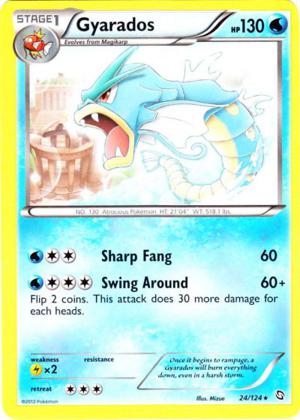 STAGE1
Gyarados
HP130
Evolves from Magikarp
NO. 130 Atrocious Pokémon HT: 21'04" WT: 518.1 lbs.
Sharp Fang 60
Swing Around 60+
Flip 2 coins. This attack does 30 more damage for
each heads.
weakness resistance
×2
Once it begins to rampage, a
Gyarados will burn everything
down, even in a harsh storm.
retreat
©2012 Pokémon Illus. Mizue 24/124★